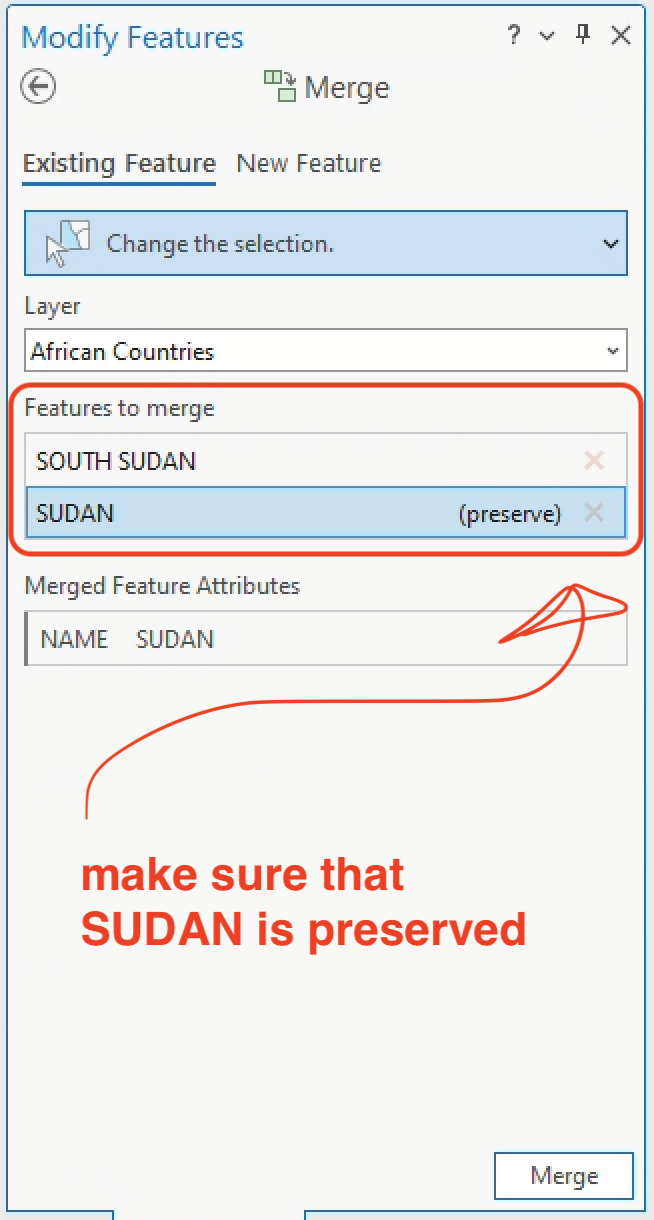 Modify Features ?
Merge
Existing Feature New Feature
Change the selection.
Layer
African Countries
Features to merge
SOUTH SUDAN
SUDAN (preserve)
Merged Feature Attributes
NAME SUDAN
make sure that
SUDAN is preserved
Merge